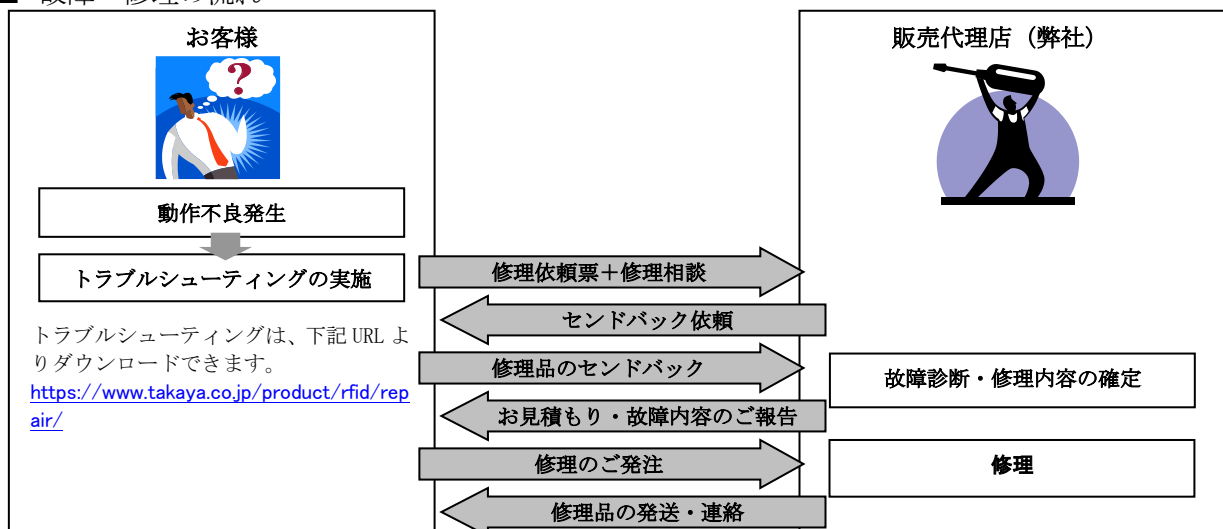 お客様
販売代理店（弊社）
?
動作不良発生
トラブルシューティングの実施
修理依頼票＋修理相談
センドバック依頼
トラブルシューティングは、下記 URL よ
りダウンロードできます。
https://www.takaya.co.jp/product/rfid/rep
air/
修理品のセンドバック
故障診断・修理内容の確定
お見積もり・故障内容のご報告
修理のご発注
修理
修理品の発送・連絡